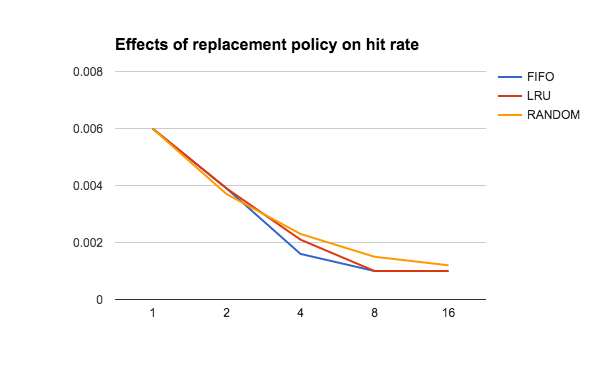 Effects of replacement policy on hit rate
0.008
0.006
0.004
0.002
0
1 2 4 8 16
FIFO
LRU
RANDOM